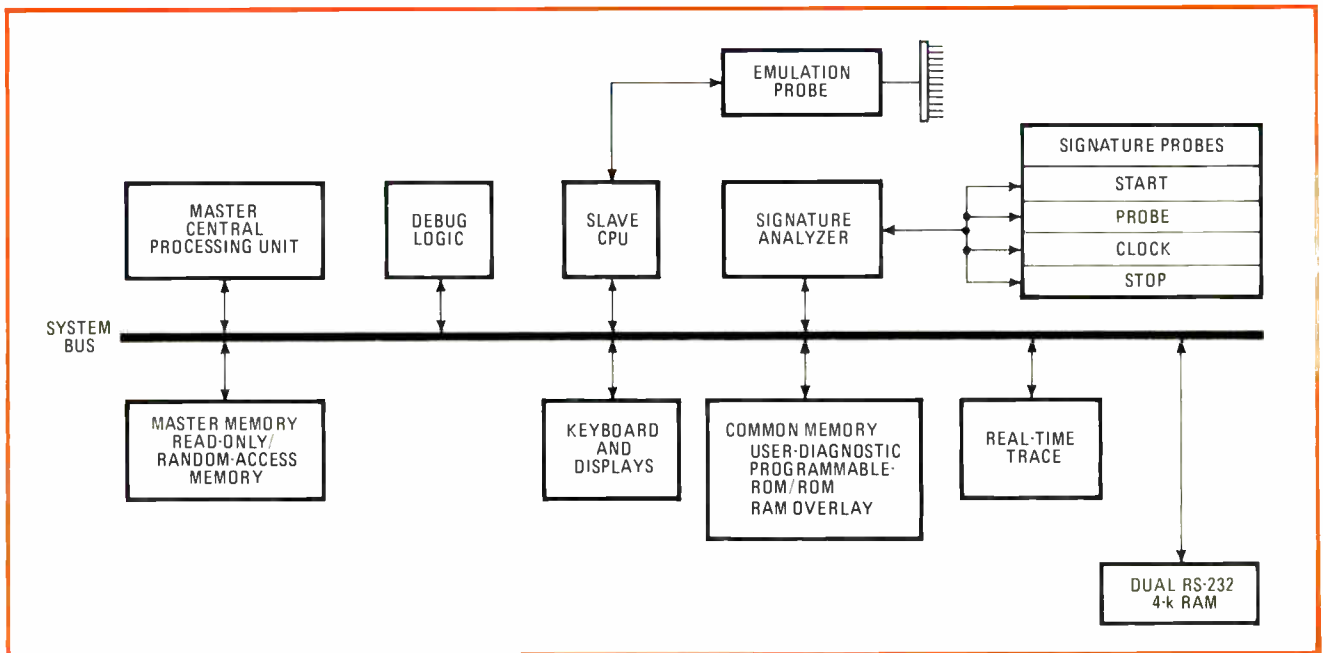 EMULATION
PROBE
SIGNATURE PROBES
START
PROBE
CLOCK
STOP
MASTER
CENTRAL
PROCESSING UNIT
DEBUG
LOGIC
SLAVE
CPU
SIGNATURE
ANALYZER
SYSTEM
BUS
MASTER MEMORY
READ-ONLY/
RANDOM-ACCESS
MEMORY
KEYBOARD
AND
DISPLAYS
COMMON MEMORY
USER-DIAGNOSTIC
PROGRAMMABLE-
ROM/ROM
RAM OVERLAY
REAL-TIME
TRACE
DUAL RS-232
4-k RAM